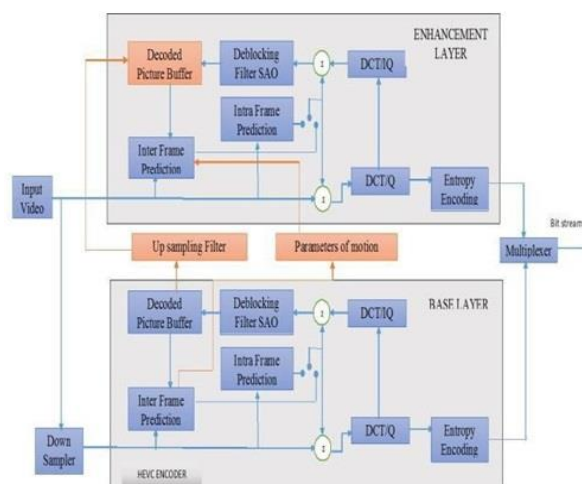 ENHANCEMENT
LAYER
Decoded
Picture Buffer
Deblocking
Filter SAO
Σ
DCT/IQ
Intra Frame
Prediction
Inter Frame
Prediction
Input
Video
Σ
DCT/Q
Entropy
Encoding
Bit stream
Multiplexer
Up sampling Filter
Parameters of motion
BASE LAYER
Decoded
Picture Buffer
Deblocking
Filter SAO
Σ
DCT/IQ
Intra Frame
Prediction
Inter Frame
Prediction
Down
Sampler
Σ
DCT/Q
Entropy
Encoding
HEVC ENCODER